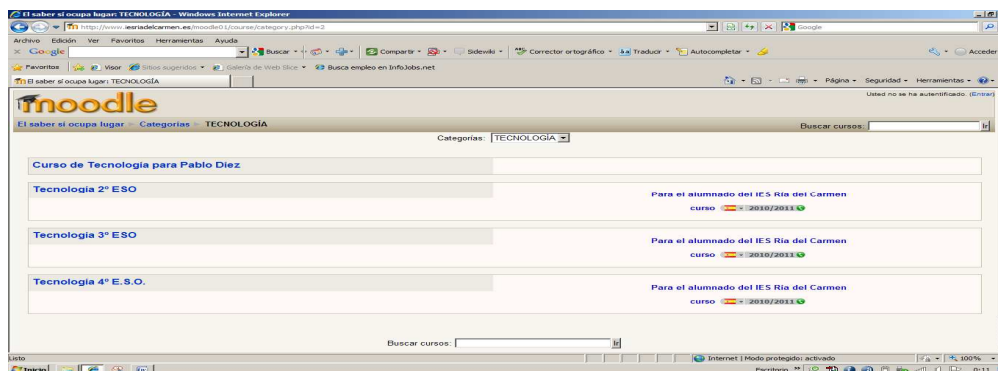 El saber si ocupa lugar: TECNOLOGÍA - Windows Internet Explorer
http://www.iesriadelcarmen.es/moodle01/course/category.php?id=2
Google
Archivo Edición Ver Favoritos Herramientas Ayuda
Google Buscar Compartir Sidewiki Corrector ortográfico Traducir Autocompletar Acceder
Favoritos Visor Sitios sugeridos Galería de Web Slice Busca empleo en InfoJobs.net
El saber si ocupa lugar: TECNOLOGÍA Página Seguridad Herramientas
moodle Usted no se ha autentificado. (Entrar)
El saber si ocupa lugar Categorías TECNOLOGÍA Buscar cursos: Ir
Categorías: TECNOLOGÍA
Curso de Tecnología para Pablo Díez
Tecnología 2º ESO
Para el alumnado del IES Ría del Carmen
curso 2010/2011
Tecnología 3º ESO
Para el alumnado del IES Ría del Carmen
curso 2010/2011
Tecnología 4º E.S.O.
Para el alumnado del IES Ría del Carmen
curso 2010/2011
Buscar cursos: Ir
Listo Internet | Modo protegido: activado 100%
Inicio Escritorio 0:11